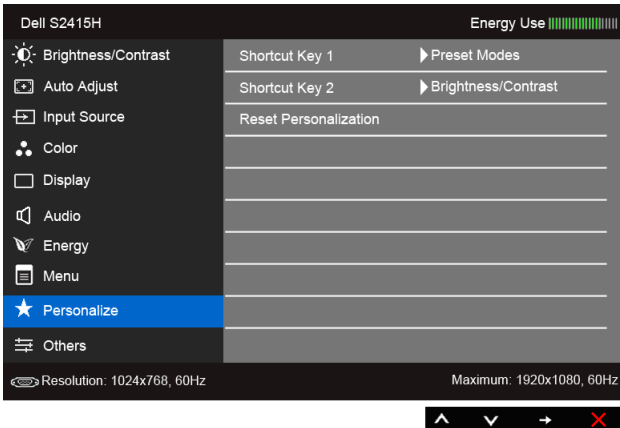 Dell S2415H Energy Use
Brightness/Contrast Shortcut Key 1 Preset Modes
Auto Adjust Shortcut Key 2 Brightness/Contrast
Input Source Reset Personalization
Color
Display
Audio
Energy
Menu
Personalize
Others
Resolution: 1024x768, 60Hz Maximum: 1920x1080, 60Hz